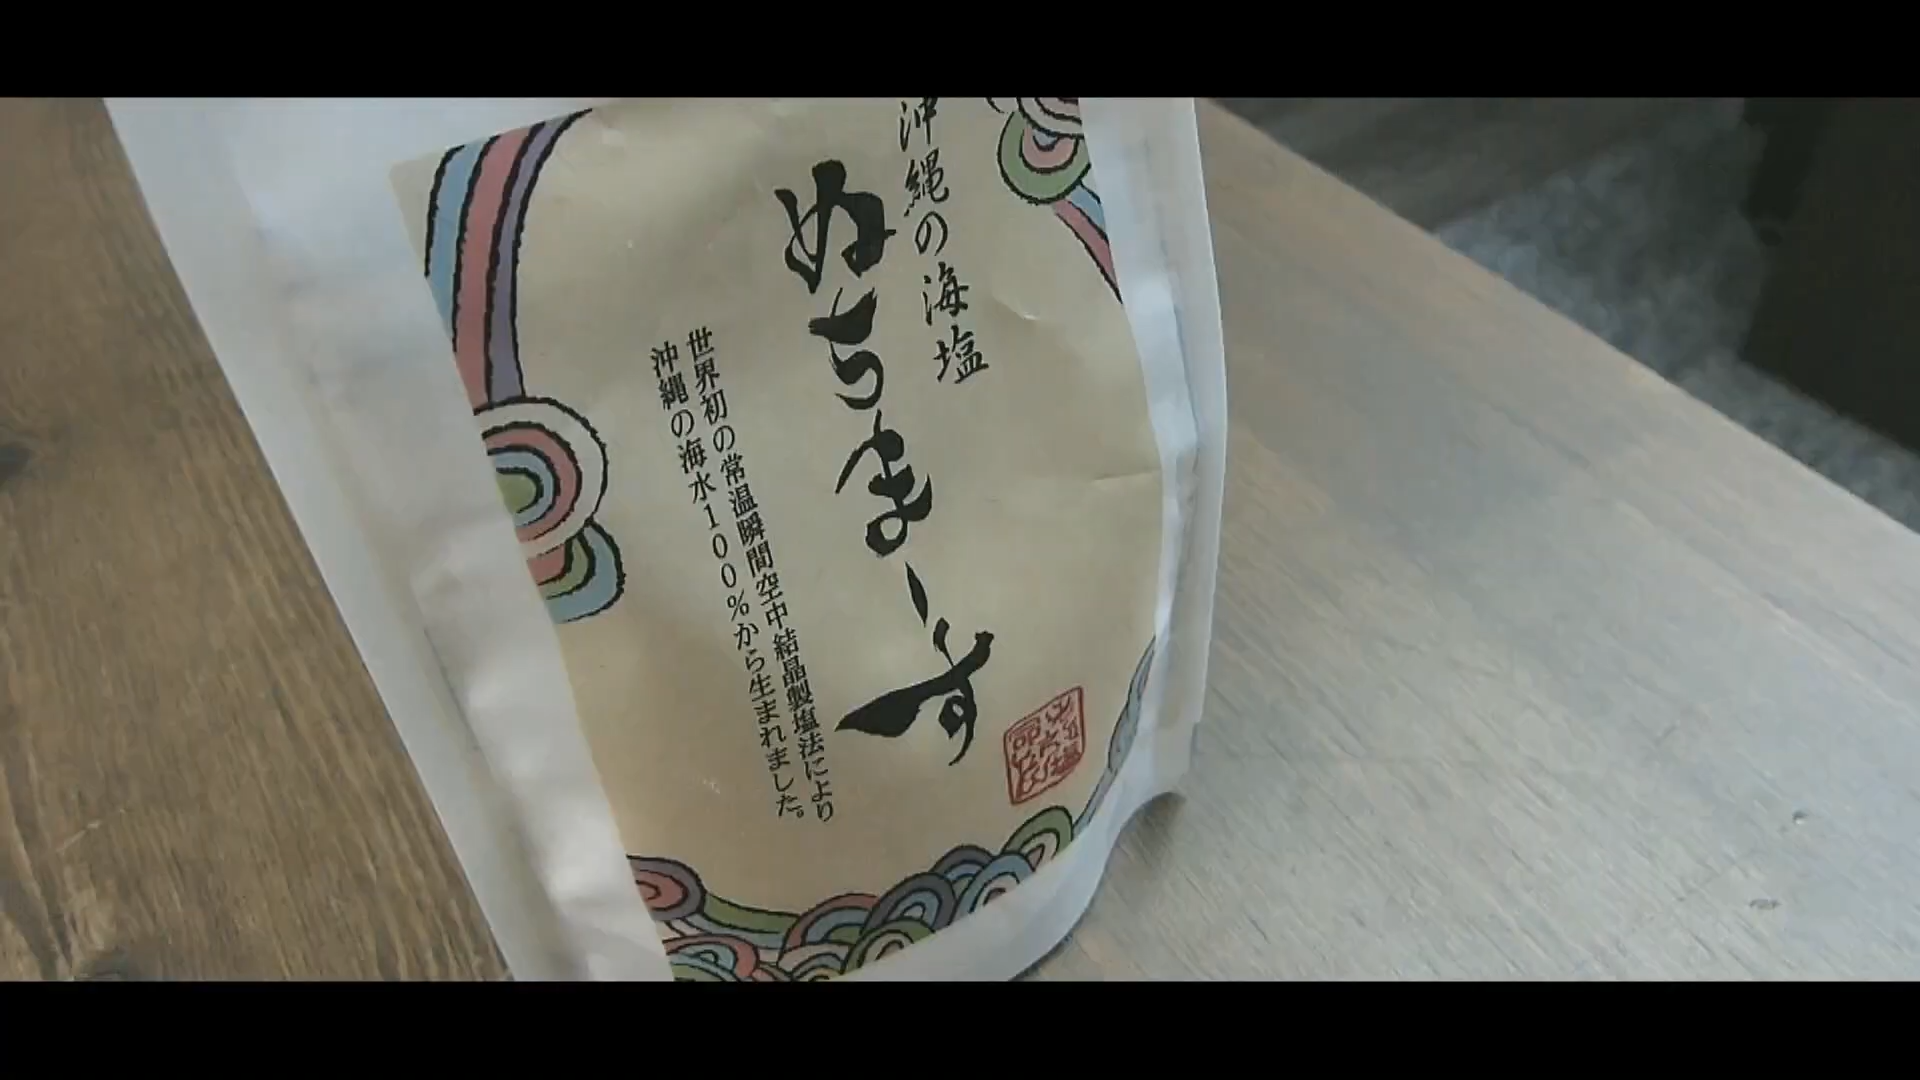 沖縄の海塩
ぬちまーす
世界初の常温瞬間空中結晶製塩法により
沖縄の海水100%から生まれました。